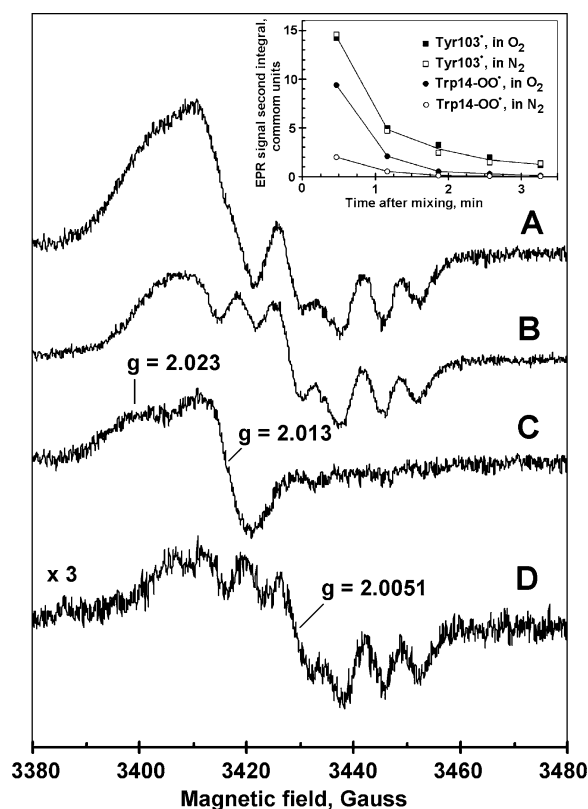 EPR signal second integral,
commom units
15
10
5
0
Tyr103•, in O2
Tyr103•, in N2
Trp14-OO•, in O2
Trp14-OO•, in N2
0 1 2 3
Time after mixing, min
A
B
g = 2.023
C
g = 2.013
x 3
D
g = 2.0051
3380 3400 3420 3440 3460 3480
Magnetic field, Gauss